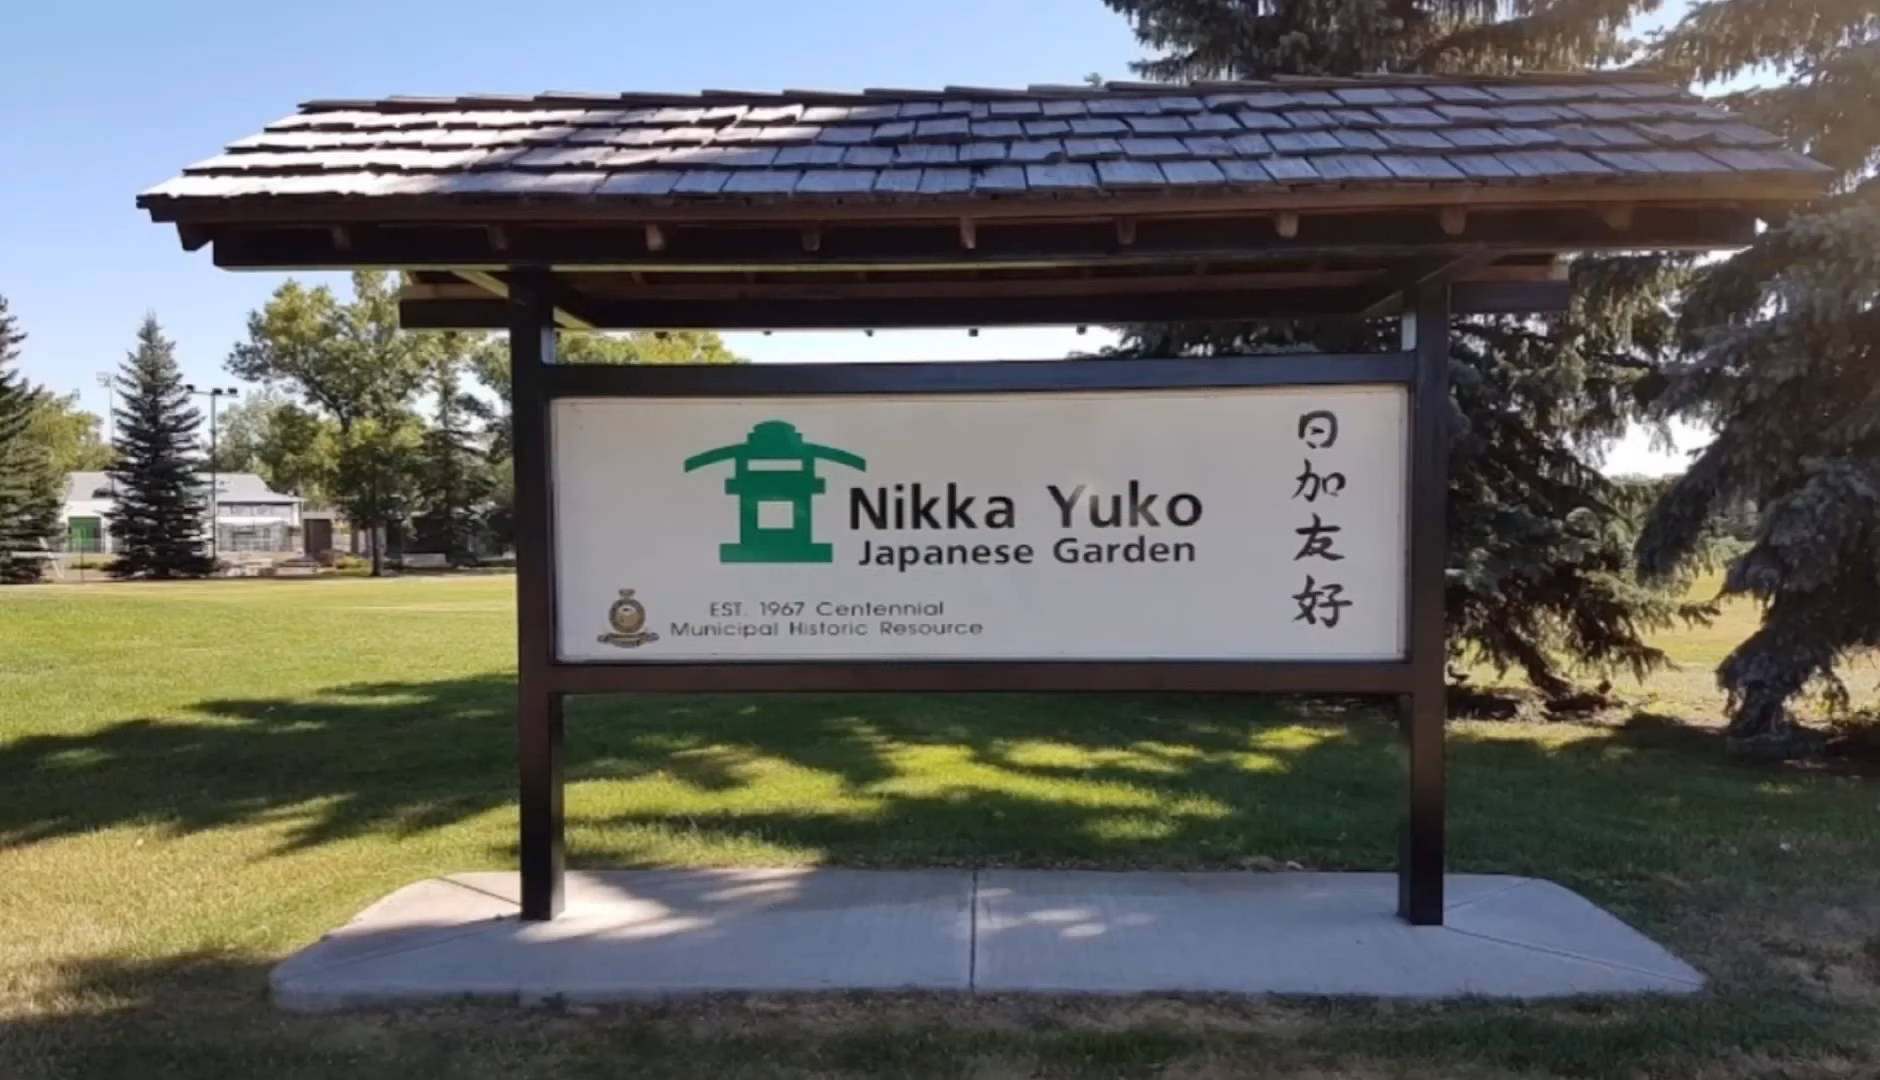 Nikka Yuko
Japanese Garden
EST. 1967 Centennial
Municipal Historic Resource
日加友好